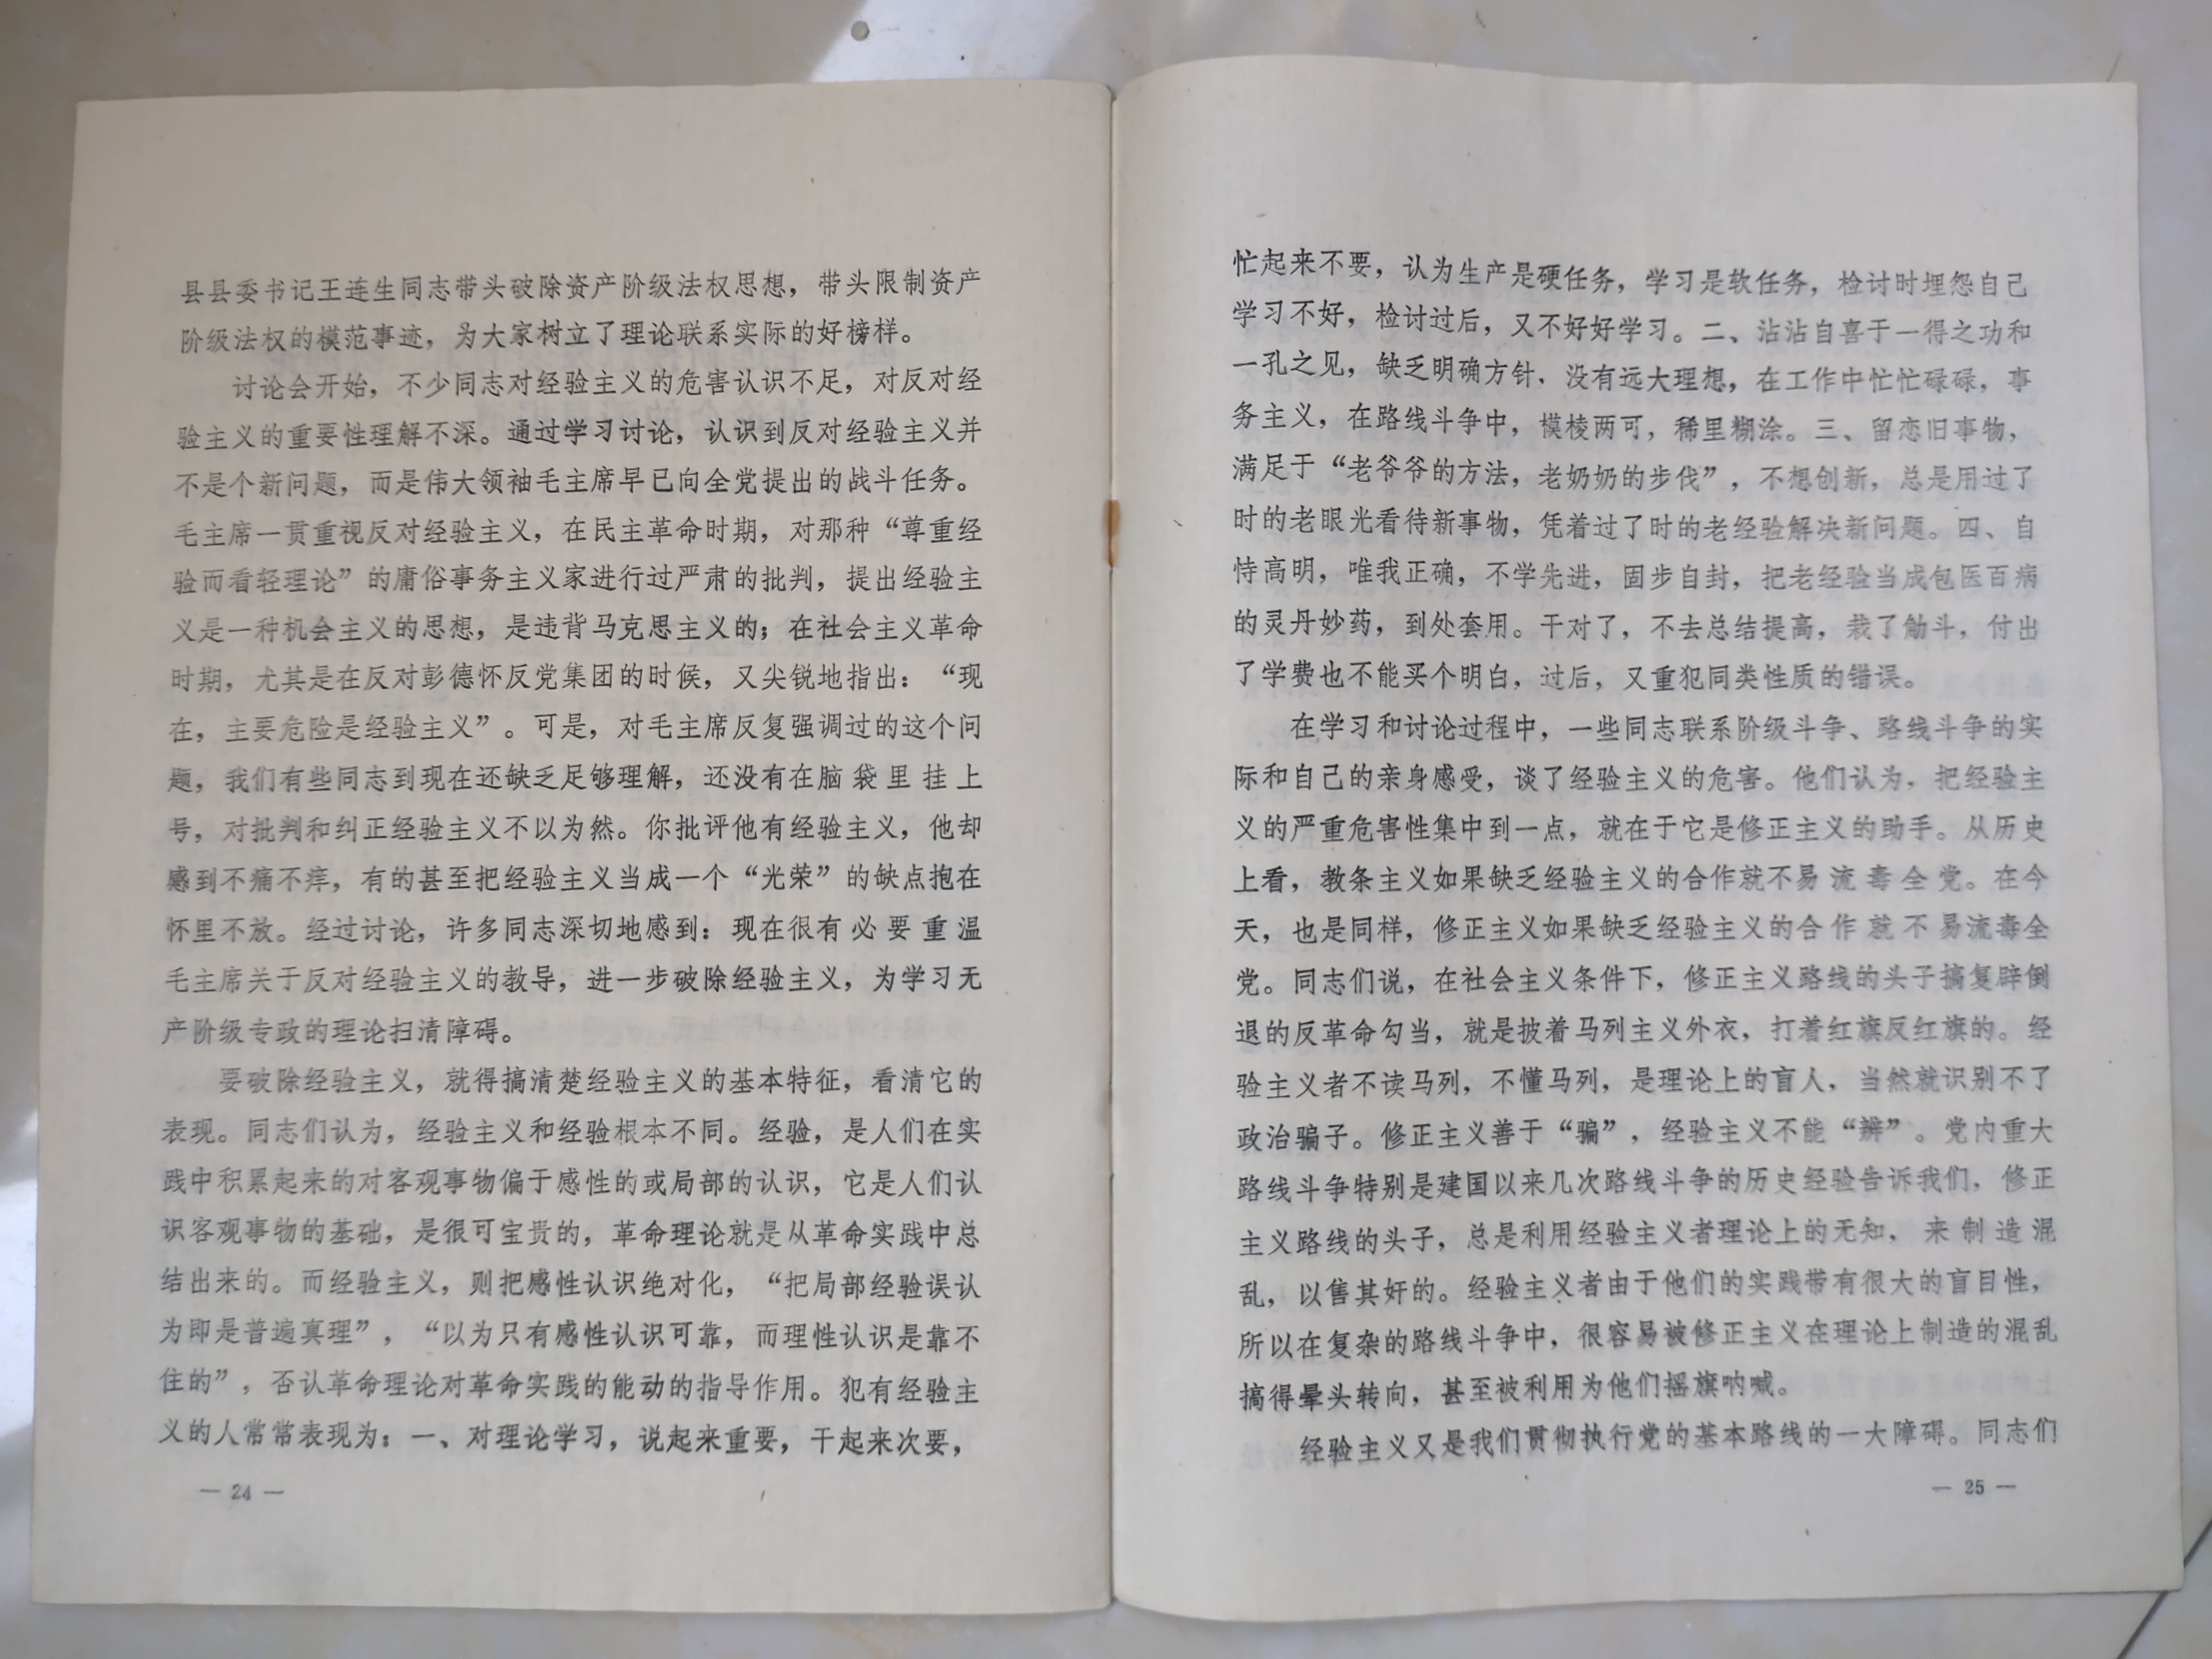 县县委书记王连生同志带头破除资产阶级法权思想，带头限制资产
阶级法权的模范事迹，为大家树立了理论联系实际的好榜样。
讨论会开始，不少同志对经验主义的危害认识不足，对反对经
验主义的重要性理解不深。通过学习讨论，认识到反对经验主义并
不是个新问题，而是伟大领袖毛主席早已向全党提出的战斗任务。
毛主席一贯重视反对经验主义，在民主革命时期，对那种“尊重经
验而看轻理论”的庸俗事务主义家进行过严肃的批判，提出经验主
义是一种机会主义的思想，是违背马克思主义的；在社会主义革命
时期，尤其是在反对彭德怀反党集团的时候，又尖锐地指出：“现
在，主要危险是经验主义”。可是，对毛主席反复强调过的这个问
题，我们有些同志到现在还缺乏足够理解，还没有在脑袋里挂上
号，对批判和纠正经验主义不以为然。你批评他有经验主义，他却
感到不痛不痒，有的甚至把经验主义当成一个“光荣”的缺点抱在
怀里不放。经过讨论，许多同志深切地感到：现在很有必要重温
毛主席关于反对经验主义的教导，进一步破除经验主义，为学习无
产阶级专政的理论扫清障碍。
要破除经验主义，就得搞清楚经验主义的基本特征，看清它的
表现。同志们认为，经验主义和经验根本不同。经验，是人们在实
践中积累起来的对客观事物偏于感性的或局部的认识，它是人们认
识客观事物的基础，是很可宝贵的，革命理论就是从革命实践中总
结出来的。而经验主义，则把感性认识绝对化，“把局部经验误认
为即是普遍真理”，“以为只有感性认识可靠，而理性认识是靠不
住的”，否认革命理论对革命实践的能动的指导作用。犯有经验主
义的人常常表现为：一、对理论学习，说起来重要，干起来次要，
— 24 —
忙起来不要，认为生产是硬任务，学习是软任务，检讨时埋怨自己
学习不好，检讨过后，又不好好学习。二、沾沾自喜于一得之功和
一孔之见，缺乏明确方针，没有远大理想，在工作中忙忙碌碌，事
务主义，在路线斗争中，模棱两可，稀里糊涂。三、留恋旧事物，
满足于“老爷爷的方法，老奶奶的步伐”，不想创新，总是用过了
时的老眼光看待新事物，凭着过了时的老经验解决新问题。四、自
恃高明，唯我正确，不学先进，固步自封，把老经验当成包医百病
的灵丹妙药，到处套用。干对了，不去总结提高，栽了觔斗，付出
了学费也不能买个明白，过后，又重犯同类性质的错误。
在学习和讨论过程中，一些同志联系阶级斗争、路线斗争的实
际和自己的亲身感受，谈了经验主义的危害。他们认为，把经验主
义的严重危害性集中到一点，就在于它是修正主义的助手。从历史
上看，教条主义如果缺乏经验主义的合作就不易流毒全党。在今
天，也是同样，修正主义如果缺乏经验主义的合作就不易流毒全
党。同志们说，在社会主义条件下，修正主义路线的头子搞复辟倒
退的反革命勾当，就是披着马列主义外衣，打着红旗反红旗的。经
验主义者不读马列，不懂马列，是理论上的盲人，当然就识别不了
政治骗子。修正主义善于“骗”，经验主义不能“辨”。党内重大
路线斗争特别是建国以来几次路线斗争的历史经验告诉我们，修正
主义路线的头子，总是利用经验主义者理论上的无知，来制造混
乱，以售其奸的。经验主义者由于他们的实践带有很大的盲目性，
所以在复杂的路线斗争中，很容易被修正主义在理论上制造的混乱
搞得晕头转向，甚至被利用为他们摇旗呐喊。
经验主义又是我们贯彻执行党的基本路线的一大障碍。同志们
— 25 —